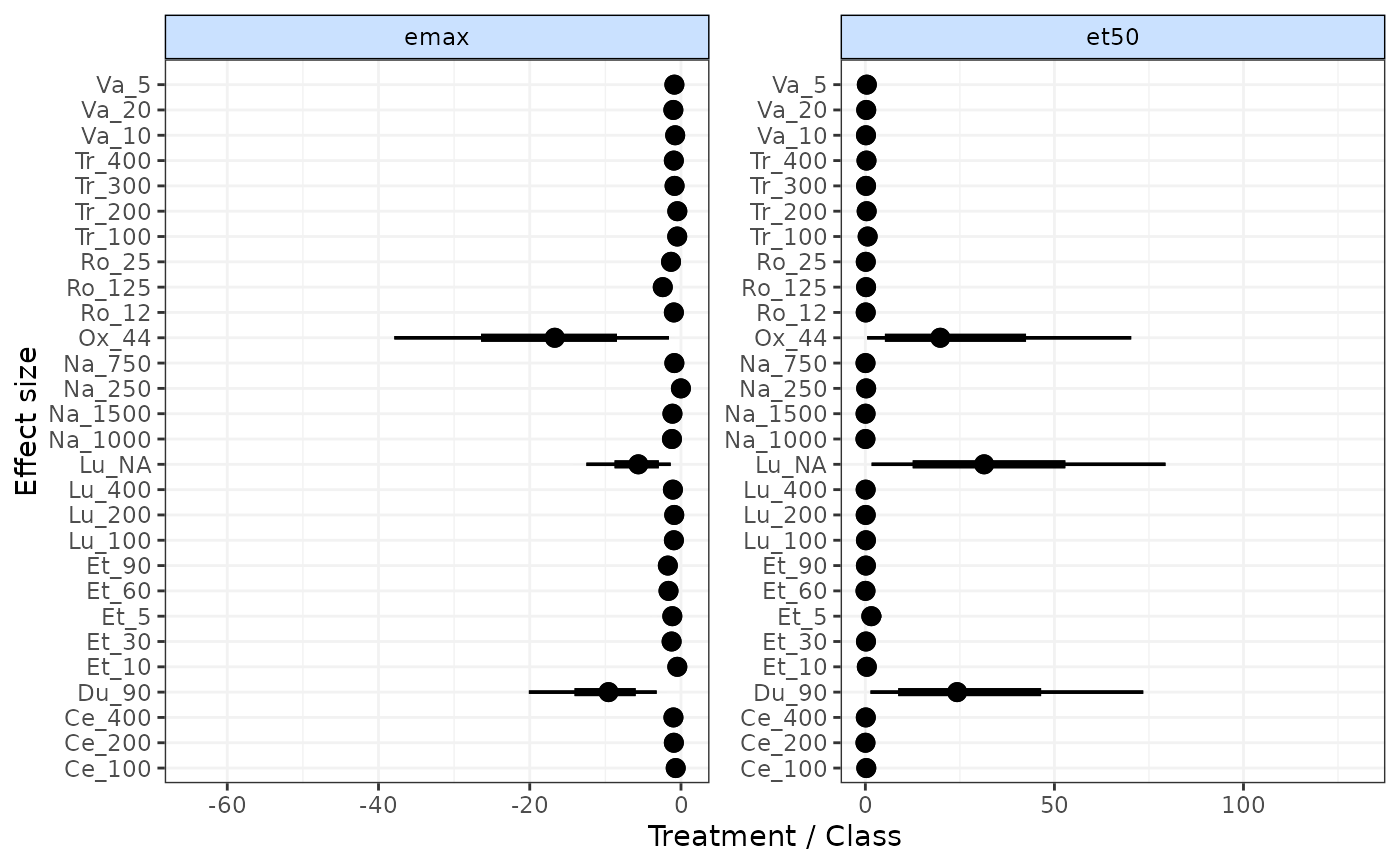 emax
et50
Effect size
Va_5
Va_20
Va_10
Tr_400
Tr_300
Tr_200
Tr_100
Ro_25
Ro_125
Ro_12
Ox_44
Na_750
Na_250
Na_1500
Na_1000
Lu_NA
Lu_400
Lu_200
Lu_100
Et_90
Et_60
Et_5
Et_30
Et_10
Du_90
Ce_400
Ce_200
Ce_100
-60 -40 -20 0
Va_5
Va_20
Va_10
Tr_400
Tr_300
Tr_200
Tr_100
Ro_25
Ro_125
Ro_12
Ox_44
Na_750
Na_250
Na_1500
Na_1000
Lu_NA
Lu_400
Lu_200
Lu_100
Et_90
Et_60
Et_5
Et_30
Et_10
Du_90
Ce_400
Ce_200
Ce_100
0 50 100
Treatment / Class